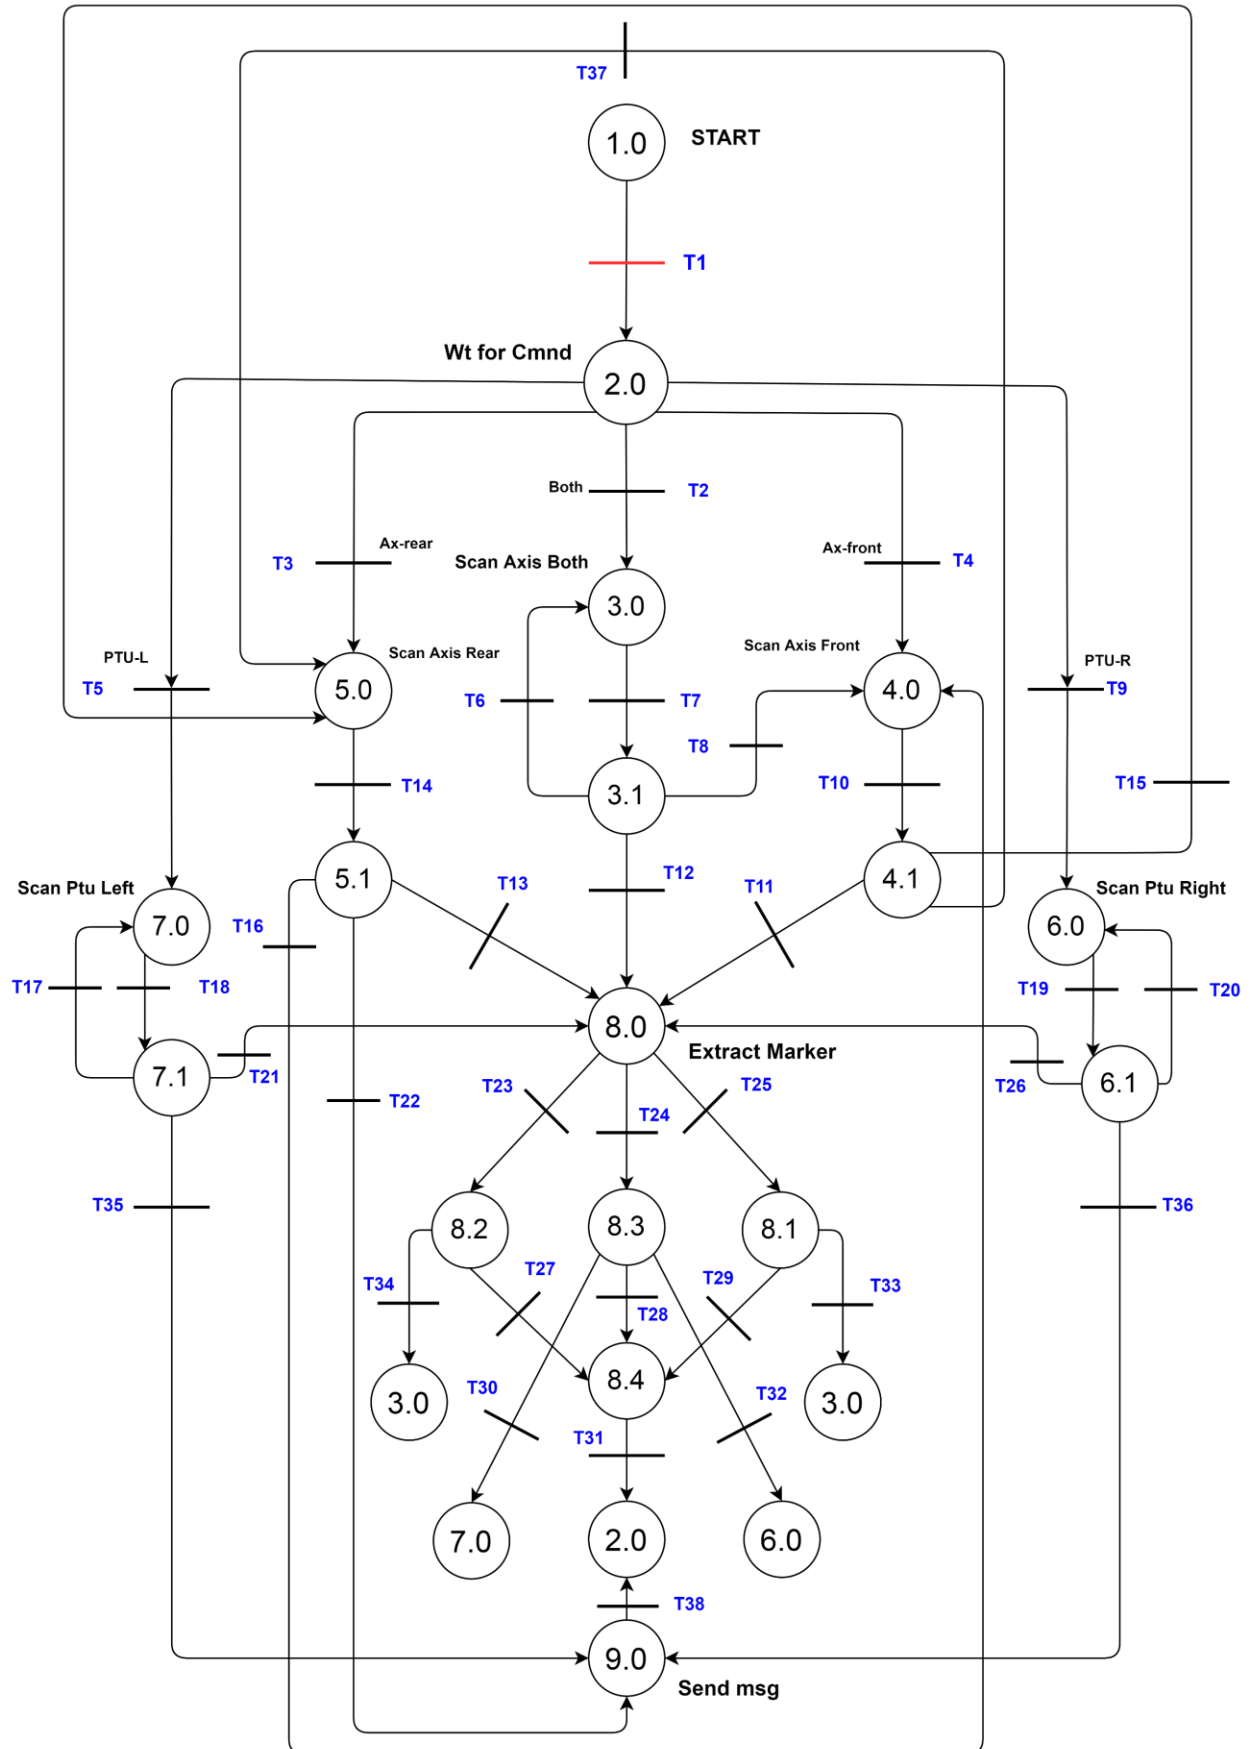 T37
1.0 START
T1
Wt for Cmnd
2.0
Both T2
Ax-rear
Ax-front
T3
Scan Axis Both
T4
3.0
Scan Axis Rear
Scan Axis Front
PTU-L
PTU-R
T5
5.0
T6
T7
4.0
T9
T8
T14
3.1
T10
T15
T12
5.1
T13
T11
4.1
Scan Ptu Left
Scan Ptu Right
7.0
T16
6.0
T17
T18
T19
T20
8.0
Extract Marker
7.1
T21
T23
T25
T26
6.1
T22
T24
T35
T36
8.2
8.3
8.1
T34
T27
T29
T33
T28
8.4
3.0
T30
T32
3.0
T31
7.0
2.0
6.0
T38
9.0
Send msg